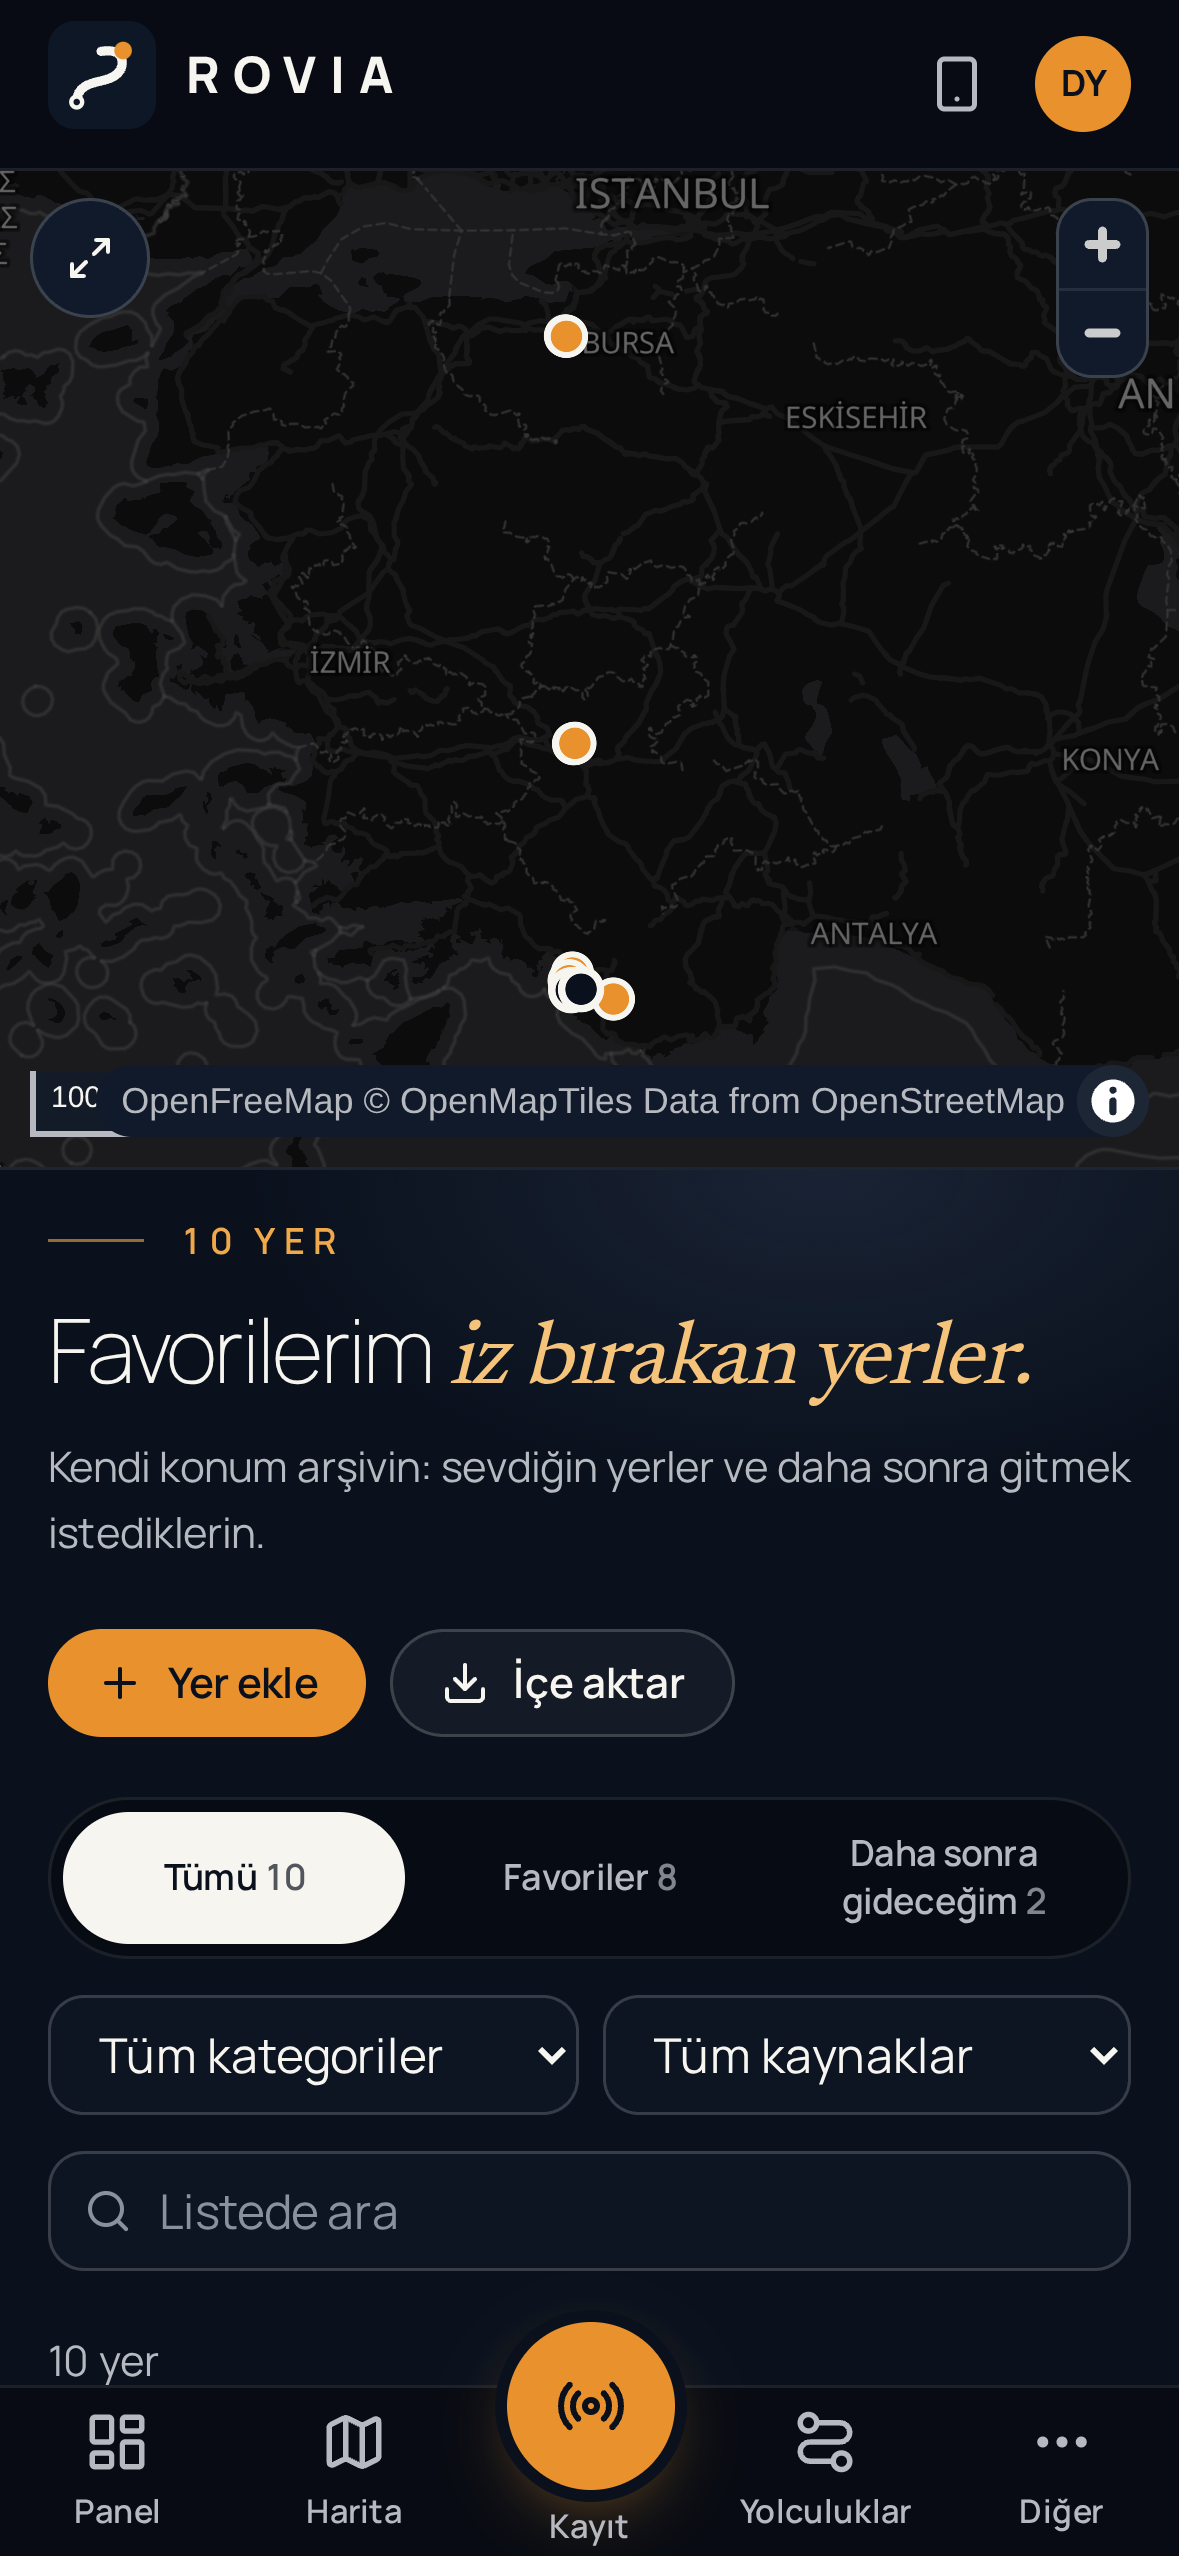 ROVIA
DY
Σ
Σ
Σ
ISTANBUL
BURSA
ESKİSEHİR
AN
İZMİR
KONYA
ANTALYA
100
OpenFreeMap © OpenMapTiles Data from OpenStreetMap
10 YER
Favorilerim iz bırakan yerler.
Kendi konum arşivin: sevdiğin yerler ve daha sonra gitmek
istediklerin.
Yer ekle
İçe aktar
Tümü 10
Favoriler 8
Daha sonra
gideceğim 2
Tüm kategoriler
Tüm kaynaklar
Listede ara
10 yer
Panel
Harita
Kayıt
Yolculuklar
Diğer